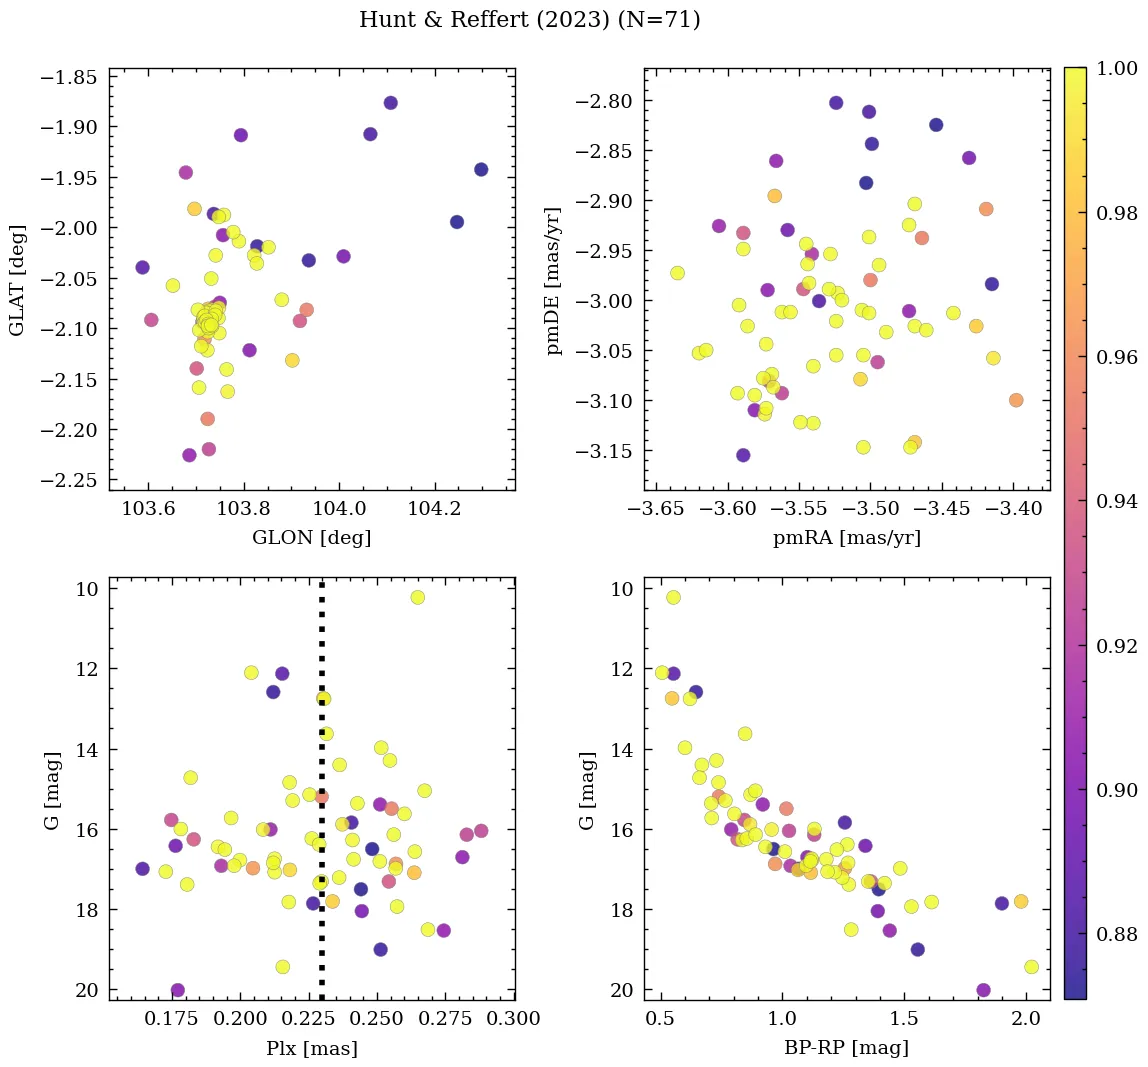 Hunt & Reffert (2023) (N=71)
−1.85
−1.90
−1.95
−2.00
−2.05
−2.10
−2.15
−2.20
−2.25
GLAT [deg]
103.6 103.8 104.0 104.2
GLON [deg]
−2.80
−2.85
−2.90
−2.95
−3.00
−3.05
−3.10
−3.15
pmDE [mas/yr]
−3.65 −3.60 −3.55 −3.50 −3.45 −3.40
pmRA [mas/yr]
10
12
14
16
18
20
G [mag]
0.175 0.200 0.225 0.250 0.275 0.300
Plx [mas]
10
12
14
16
18
20
G [mag]
0.5 1.0 1.5 2.0
BP-RP [mag]
1.00
0.98
0.96
0.94
0.92
0.90
0.88